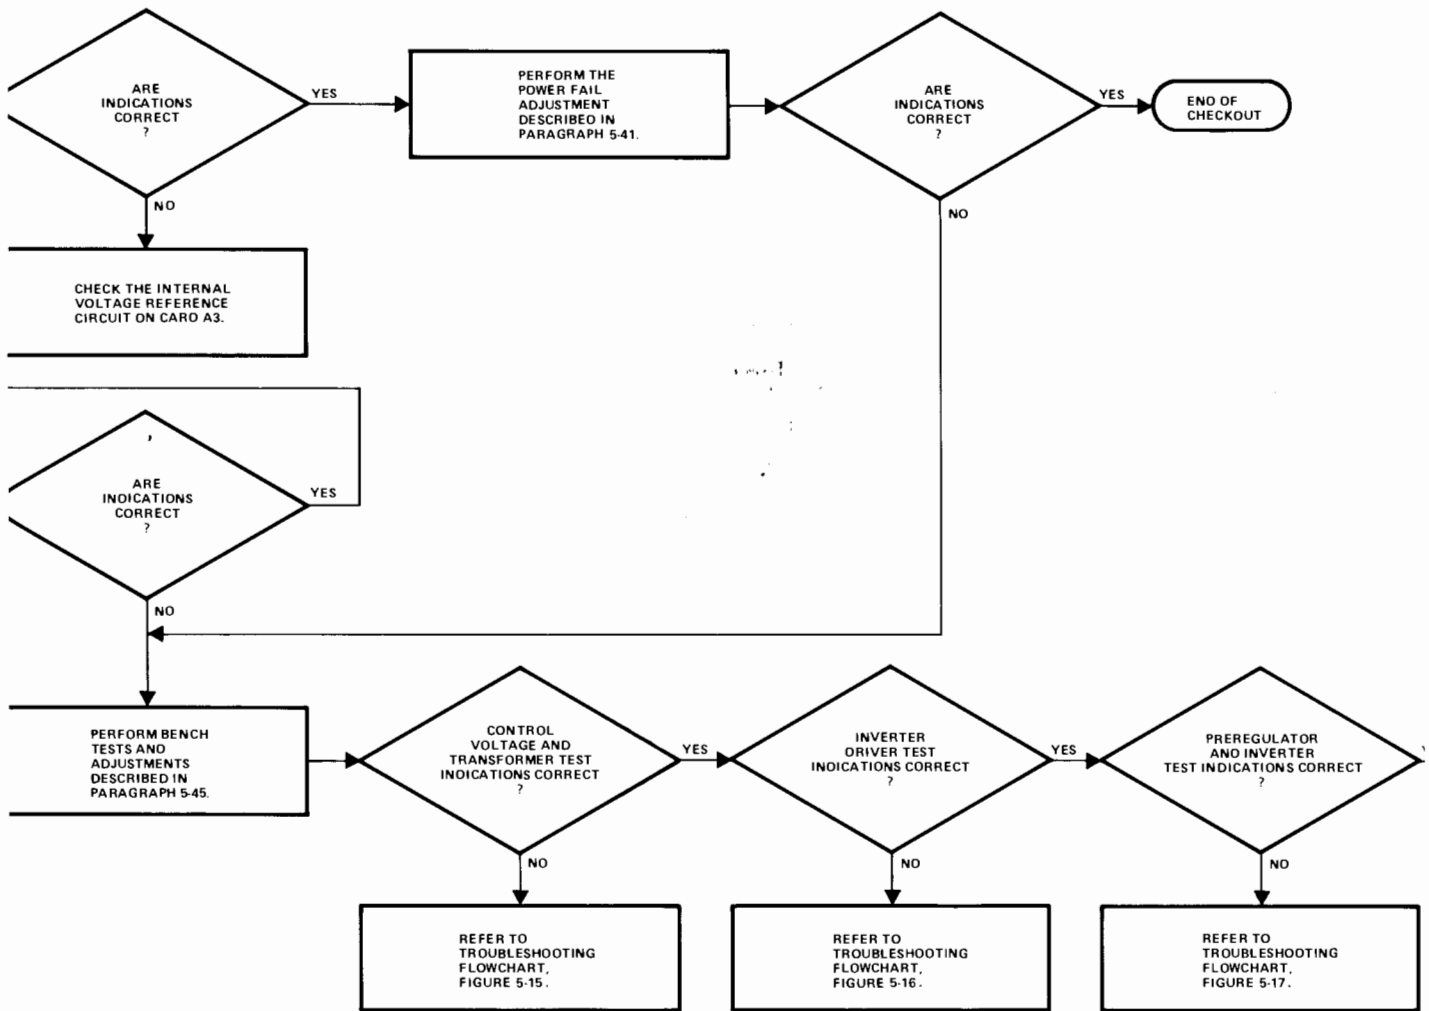 ARE
INDICATIONS
CORRECT
?
YES
NO
PERFORM THE
POWER FAIL
ADJUSTMENT
DESCRIBED IN
PARAGRAPH 5-41.
ARE
INDICATIONS
CORRECT
?
YES
NO
END OF
CHECKOUT
CHECK THE INTERNAL
VOLTAGE REFERENCE
CIRCUIT ON CARD A3.
ARE
INDICATIONS
CORRECT
?
YES
NO
PERFORM BENCH
TESTS AND
ADJUSTMENTS
DESCRIBED IN
PARAGRAPH 5-45.
CONTROL
VOLTAGE AND
TRANSFORMER TEST
INDICATIONS CORRECT
?
YES
NO
INVERTER
DRIVER TEST
INDICATIONS CORRECT
?
YES
NO
PREREGULATOR
AND INVERTER
TEST INDICATIONS CORRECT
?
NO
REFER TO
TROUBLESHOOTING
FLOWCHART,
FIGURE 5-15.
REFER TO
TROUBLESHOOTING
FLOWCHART,
FIGURE 5-16.
REFER TO
TROUBLESHOOTING
FLOWCHART,
FIGURE 5-17.